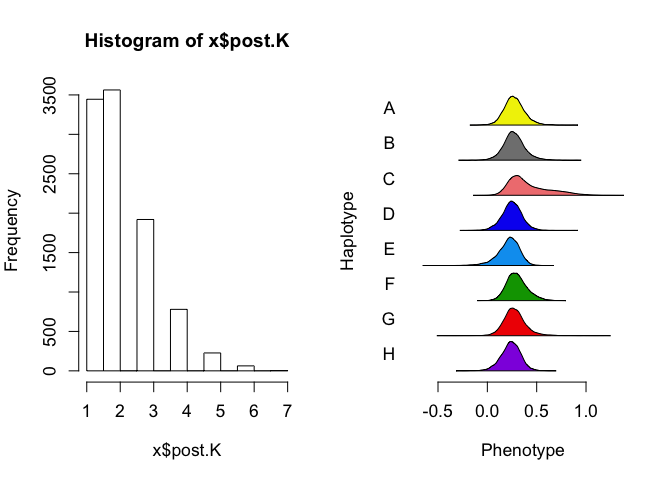 Histogram of x$post.K
Frequency
0
500
1500
2500
3500
1 2 3 4 5 6 7
x$post.K
Haplotype
A
B
C
D
E
F
G
H
-0.5 0.0 0.5 1.0
Phenotype